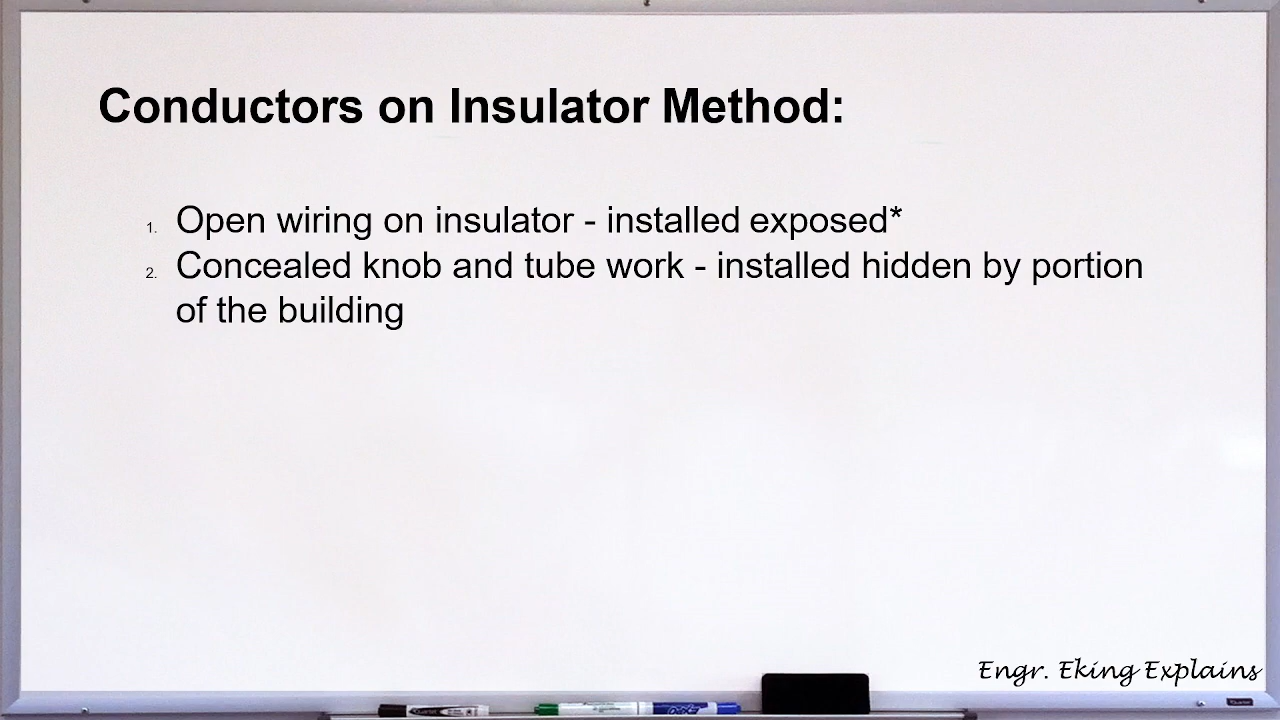 Conductors on Insulator Method:
1. Open wiring on insulator - installed exposed*
2. Concealed knob and tube work - installed hidden by portion
of the building
Engr. Eking Explains